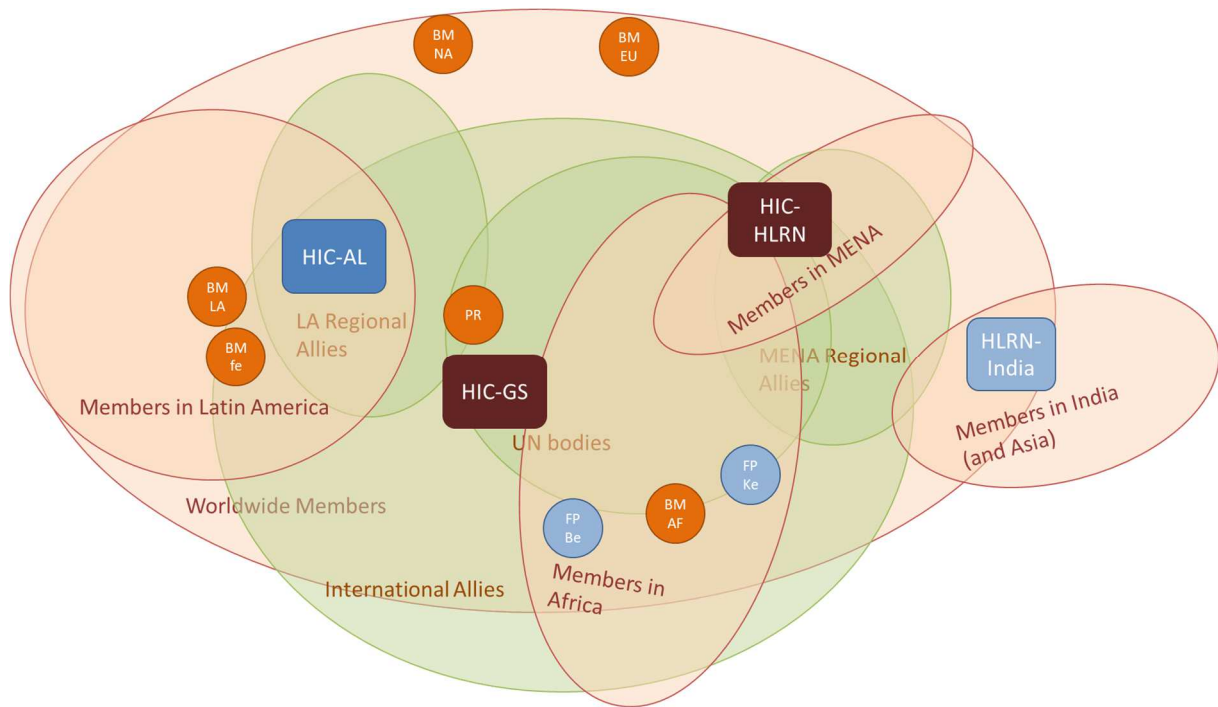 BM
NA
BM
EU
HIC-
HLRN
HIC-AL
Members in MENA
BM
LA
PR
LA Regional
Allies
BM
fe
HLRN-
India
MENA Regional
Allies
HIC-GS
Members in Latin America
Members in India
(and Asia)
UN bodies
FP
Ke
Worldwide Members
BM
AF
FP
Be
International Allies
Members in
Africa